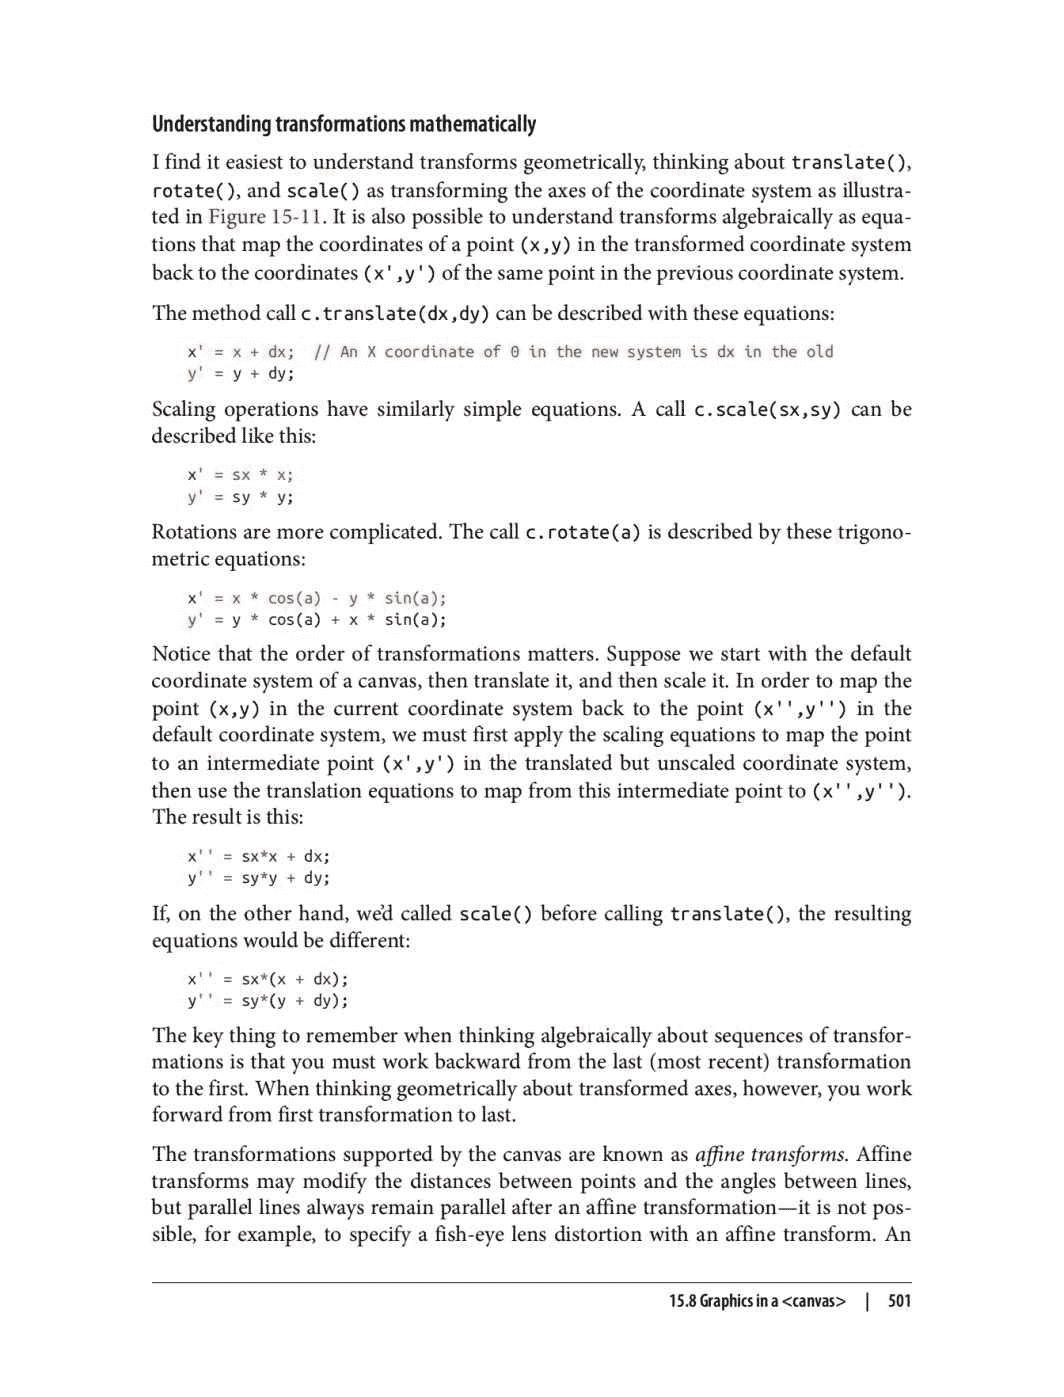 Understanding transformations mathematically
I find it easiest to understand transforms geometrically, thinking about translate(),
rotate(), and scale() as transforming the axes of the coordinate system as illustra-
ted in Figure 15-11. It is also possible to understand transforms algebraically as equa-
tions that map the coordinates of a point (x,y) in the transformed coordinate system
back to the coordinates (x',y') of the same point in the previous coordinate system.
The method call c.translate(dx,dy) can be described with these equations:
x' = x + dx;  // An X coordinate of 0 in the new system is dx in the old
y' = y + dy;
Scaling operations have similarly simple equations. A call c.scale(sx,sy) can be
described like this:
x' = sx * x;
y' = sy * y;
Rotations are more complicated. The call c.rotate(a) is described by these trigono-
metric equations:
x' = x * cos(a) - y * sin(a);
y' = y * cos(a) + x * sin(a);
Notice that the order of transformations matters. Suppose we start with the default
coordinate system of a canvas, then translate it, and then scale it. In order to map the
point (x,y) in the current coordinate system back to the point (x'',y'') in the
default coordinate system, we must first apply the scaling equations to map the point
to an intermediate point (x',y') in the translated but unscaled coordinate system,
then use the translation equations to map from this intermediate point to (x'',y'').
The result is this:
x'' = sx*x + dx;
y'' = sy*y + dy;
If, on the other hand, we'd called scale() before calling translate(), the resulting
equations would be different:
x'' = sx*(x + dx);
y'' = sy*(y + dy);
The key thing to remember when thinking algebraically about sequences of transfor-
mations is that you must work backward from the last (most recent) transformation
to the first. When thinking geometrically about transformed axes, however, you work
forward from first transformation to last.
The transformations supported by the canvas are known as affine transforms. Affine
transforms may modify the distances between points and the angles between lines,
but parallel lines always remain parallel after an affine transformation—it is not pos-
sible, for example, to specify a fish-eye lens distortion with an affine transform. An
15.8 Graphics in a <canvas> | 501